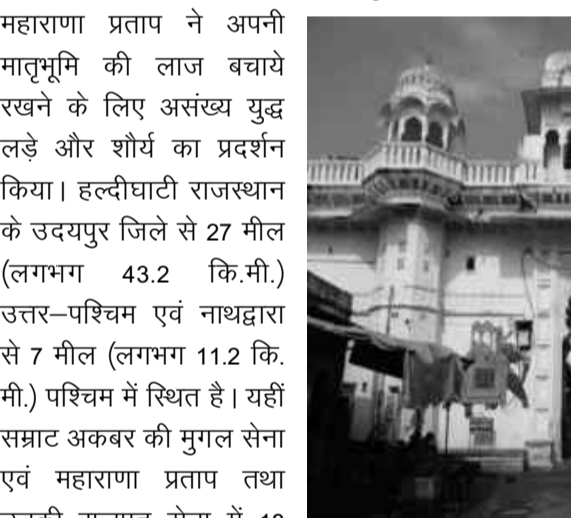 महाराणा प्रताप ने अपनी
मातृभूमि की लाज बचाये
रखने के लिए असंख्य युद्ध
लड़े और शौर्य का प्रदर्शन
किया। हल्दीघाटी राजस्थान
के उदयपुर जिले से 27 मील
(लगभग 43.2 कि.मी.)
उत्तर–पश्चिम एवं नाथद्वारा
से 7 मील (लगभग 11.2 कि.
मी.) पश्चिम में स्थित है। यहीं
सम्राट अकबर की मुगल सेना
एवं महाराणा प्रताप तथा